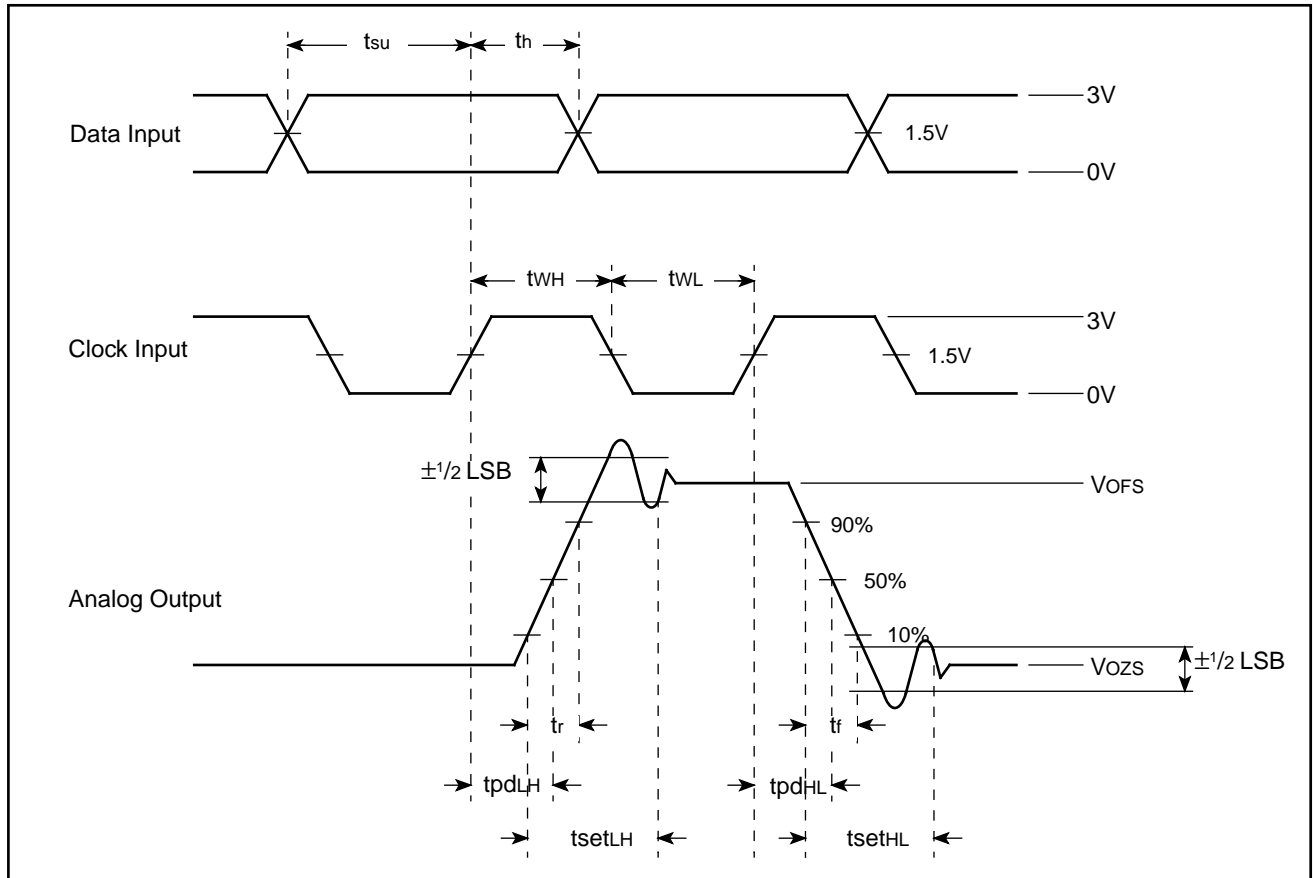 tsu
th
3V
Data Input
1.5V
0V
tWH
tWL
3V
Clock Input
1.5V
0V
±1/2 LSB
VOFS
90%
50%
Analog Output
10%
VOZS
±1/2 LSB
tr
tf
tpdLH
tpdHL
tsetLH
tsetHL